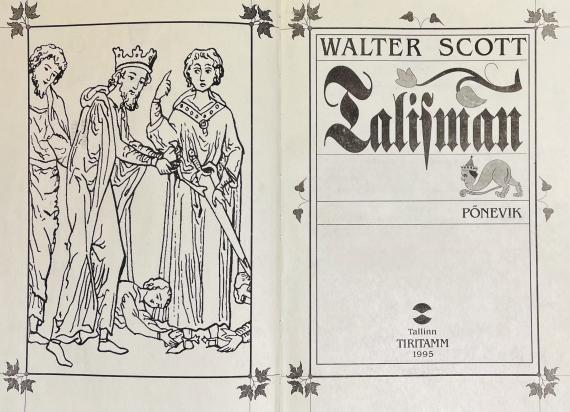 WALTER SCOTT
Talisman
PÕNEVIK
Tallinn
TIRITAMM
1995